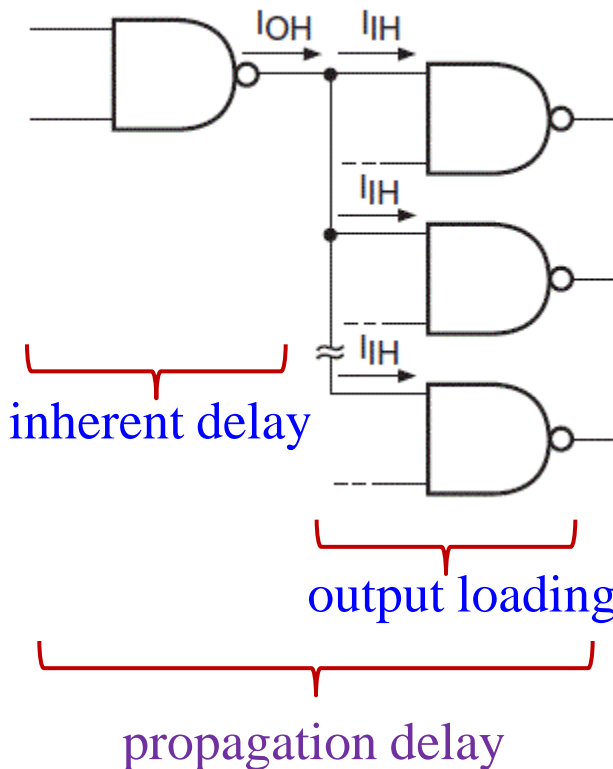 IOH IIH
IIH
IIH
inherent delay
output loading
propagation delay